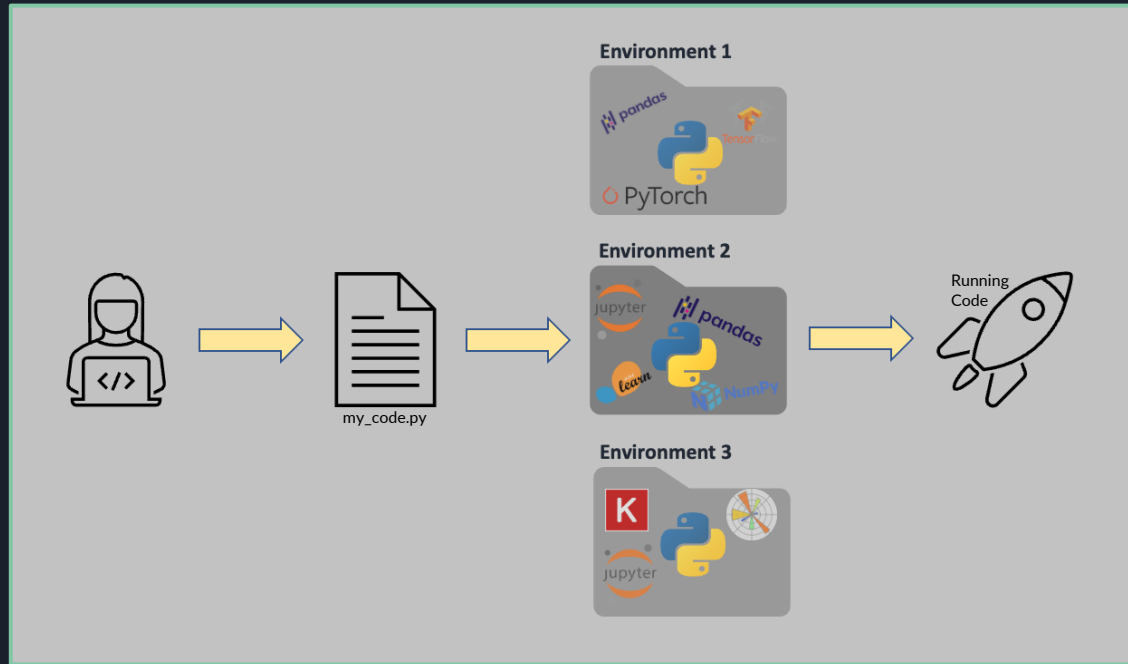 Environment 1
pandas
TensorFlow
PyTorch
Environment 2
jupyter
pandas
learn
NumPy
Environment 3
K
jupyter
</>
my_code.py
Running
Code